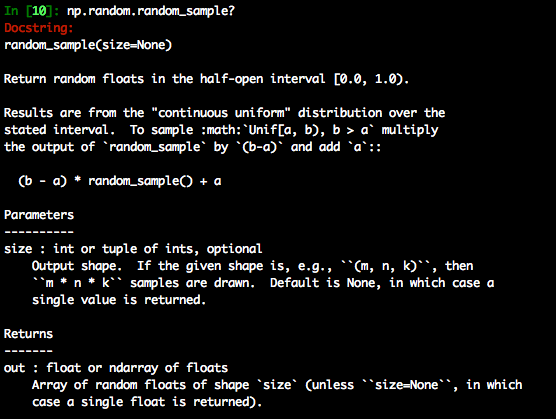 In [10]: np.random.random_sample?
Docstring:
random_sample(size=None)
Return random floats in the half-open interval [0.0, 1.0).
Results are from the "continuous uniform" distribution over the
stated interval.  To sample :math:`Unif[a, b), b > a` multiply
the output of `random_sample` by `(b-a)` and add `a`::
  (b - a) * random_sample() + a
Parameters
----------
size : int or tuple of ints, optional
    Output shape.  If the given shape is, e.g., ``(m, n, k)``, then
    ``m * n * k`` samples are drawn.  Default is None, in which case a
    single value is returned.
Returns
-------
out : float or ndarray of floats
    Array of random floats of shape `size` (unless ``size=None``, in which
    case a single float is returned).